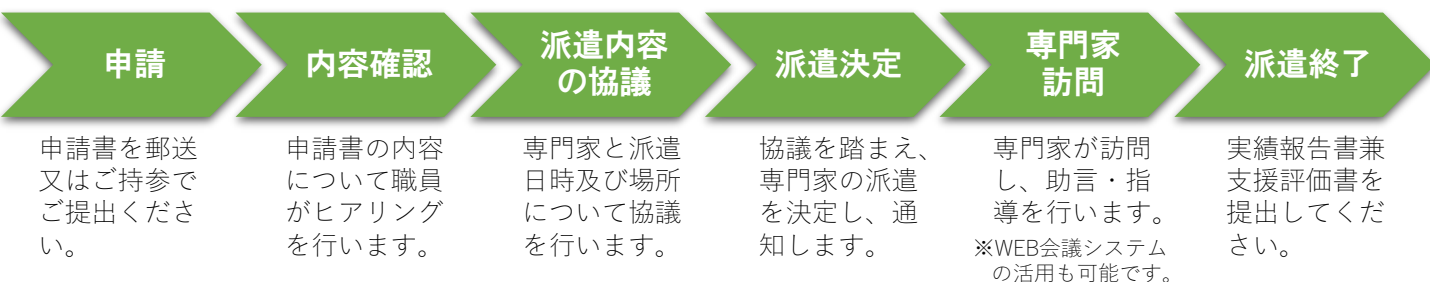 申請
申請書を郵送
又はご持参で
ご提出くださ
い。
内容確認
申請書の内容
について職員
がヒアリング
を行います。
派遣内容
の協議
専門家と派遣
日時及び場所
について協議
を行います。
派遣決定
協議を踏まえ、
専門家の派遣
を決定し、通
知します。
専門家
訪問
専門家が訪問
し、助言・指
導を行います。
※WEB会議システム
の活用も可能です。
派遣終了
実績報告書兼
支援評価書を
提出してくだ
さい。